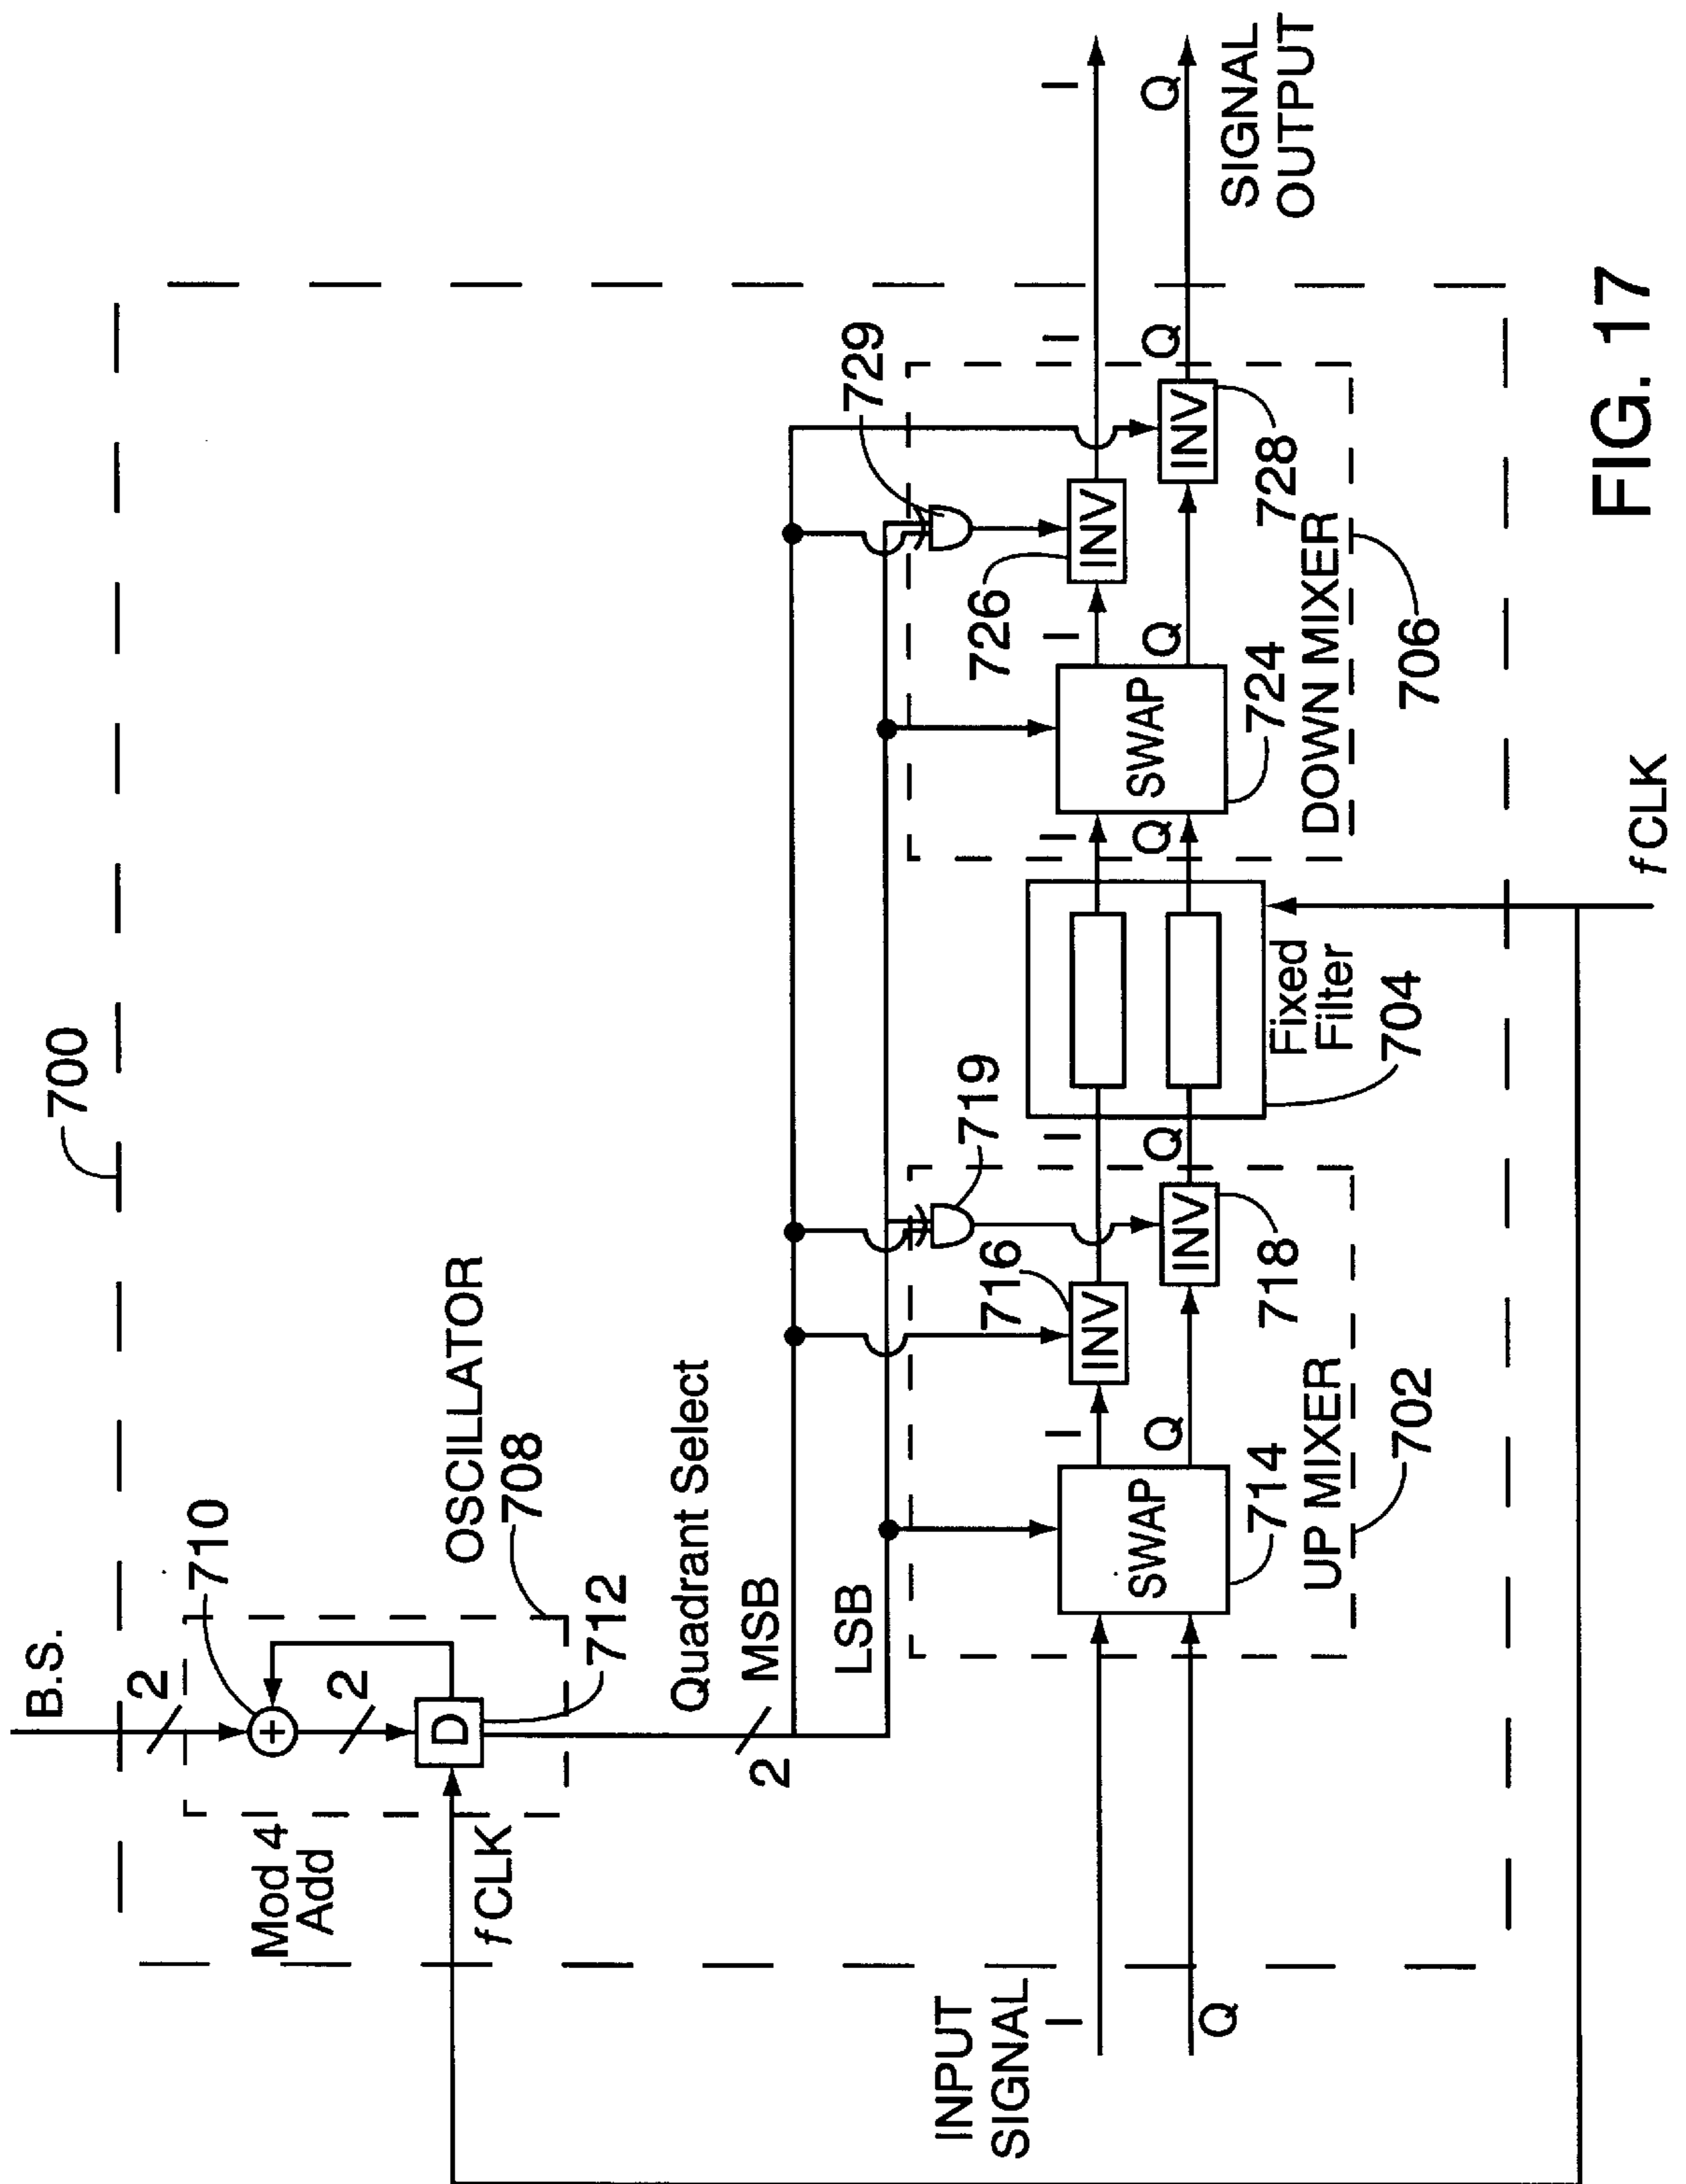 700
B.S.
2
710
Mod 4
Add
2
OSCILLATOR
708
D
712
fCLK
Quadrant Select
2
MSB
LSB
INPUT
SIGNAL
I
Q
SWAP
714
I
Q
INV
716
INV
718
719
UP MIXER
702
I
Q
Fixed
Filter
704
I
Q
SWAP
724
I
Q
INV
726
INV
728
729
DOWN MIXER
706
I
Q
I
Q
SIGNAL
OUTPUT
fCLK
FIG. 17